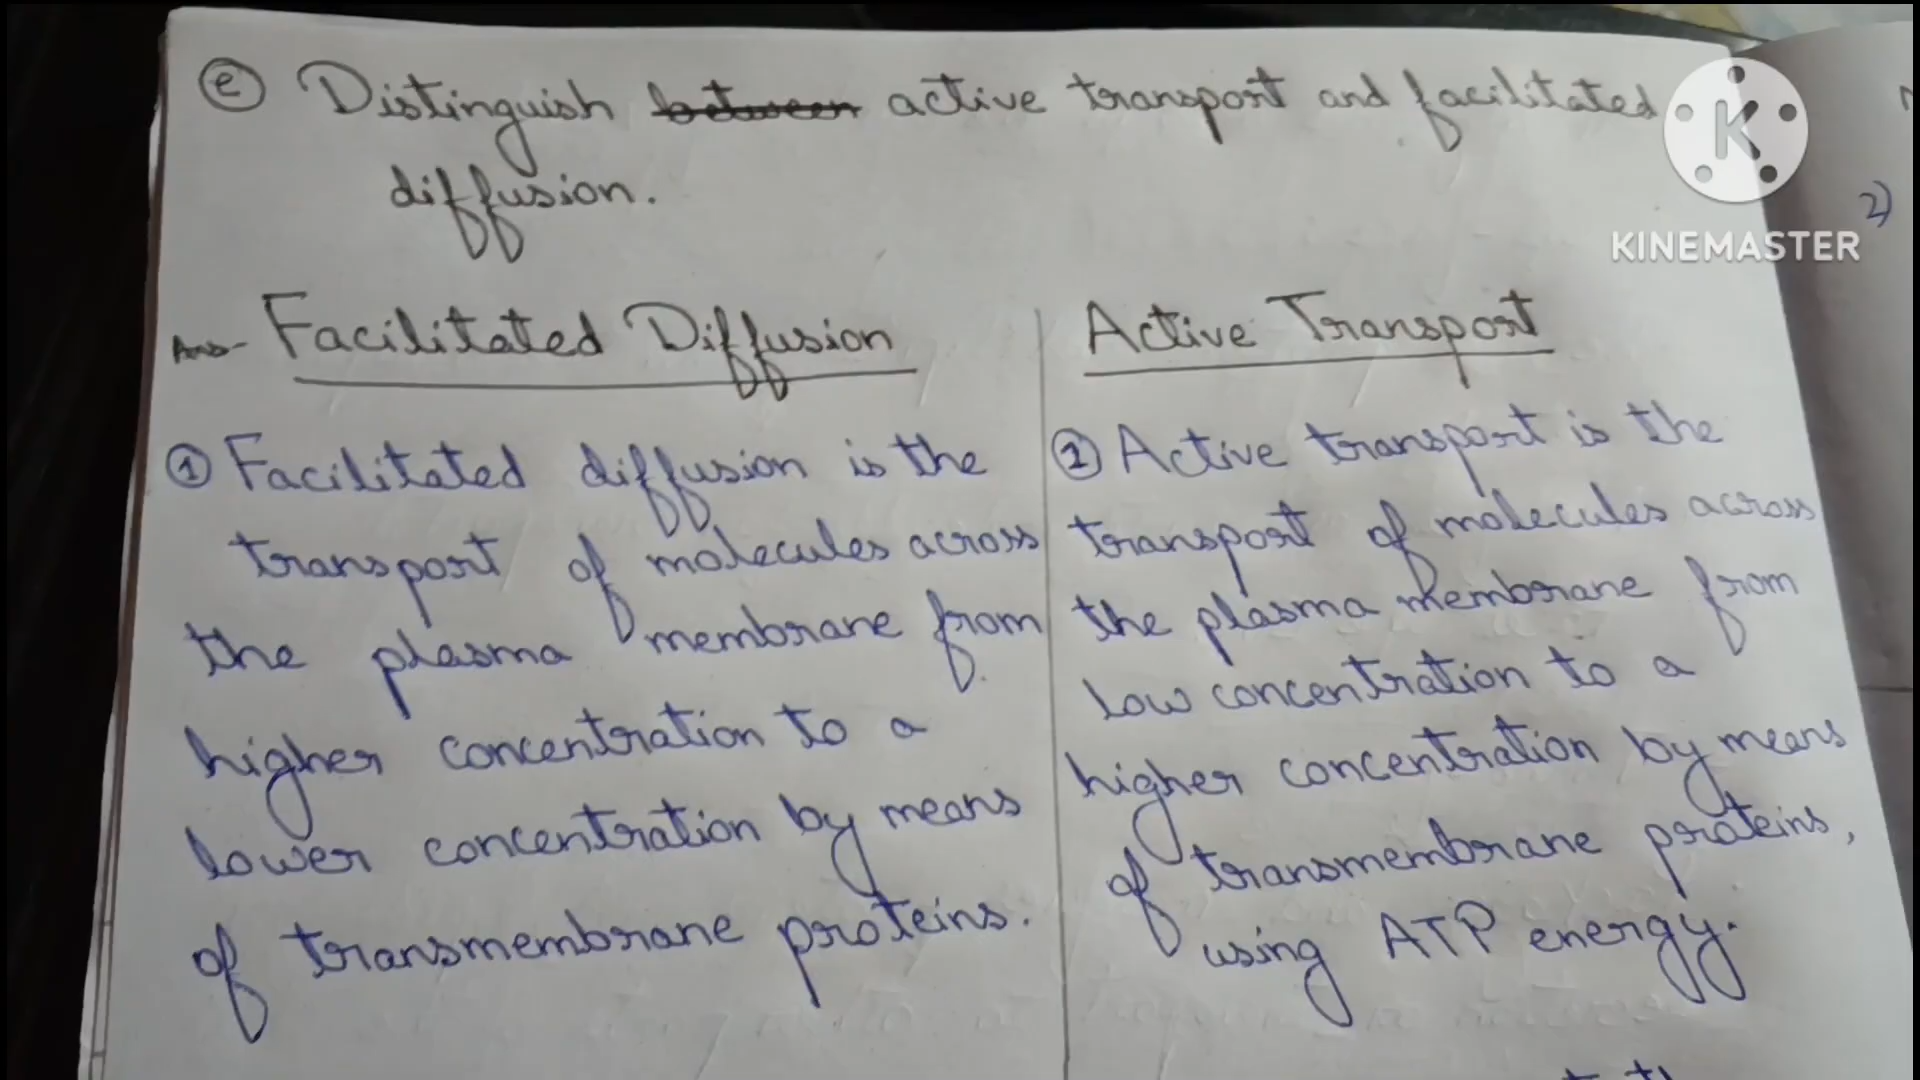 e Distinguish between active transport and facilitated
diffusion.
Ans- Facilitated Diffusion
① Facilitated diffusion is the
transport of molecules across
the plasma membrane from
higher concentration to a
lower concentration by means
of transmembrane proteins.
Active Transport
① Active transport is the
transport of molecules across
the plasma membrane from
low concentration to a
higher concentration by means
of transmembrane proteins,
using ATP energy.
2)
K
KINEMASTER